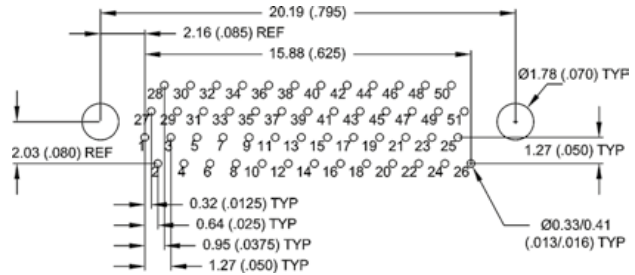 20.19 (.795)
2.16 (.085) REF
15.88 (.625)
Ø1.78 (.070) TYP
28 30 32 34 36 38 40 42 44 46 48 50
27 29 31 33 35 37 39 41 43 45 47 49 51
1 3 5 7 9 11 13 15 17 19 21 23 25
2 4 6 8 10 12 14 16 18 20 22 24 26
2.03 (.080) REF
1.27 (.050) TYP
0.32 (.0125) TYP
0.64 (.025) TYP
0.95 (.0375) TYP
1.27 (.050) TYP
Ø0.33/0.41
(.013/.016) TYP